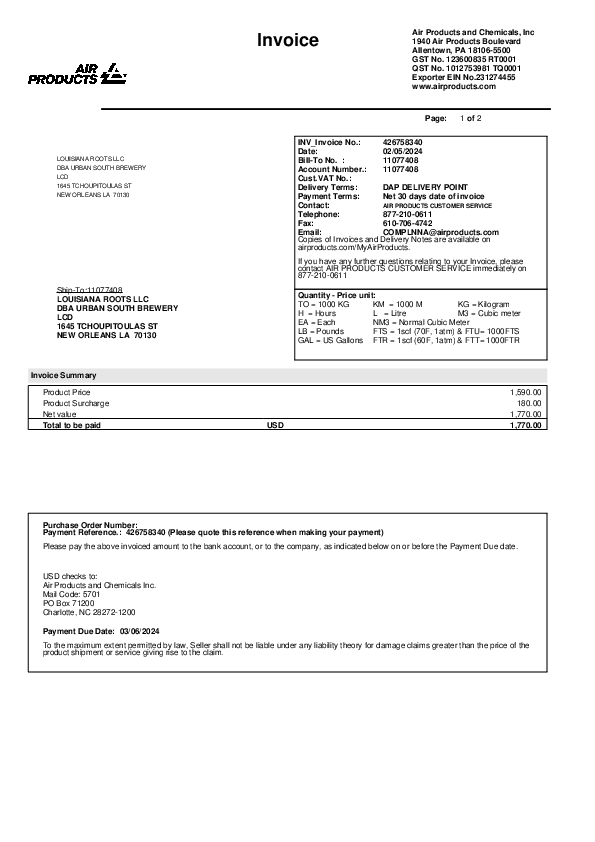 Invoice
Air Products and Chemicals, Inc
1940 Air Products Boulevard
Allentown, PA 18106-5500
GST No. 123600835 RT0001
QST No. 1012753981 TQ0001
Exporter EIN No.231274455
www.airproducts.com
AIR
PRODUCTS
Page: 1 of 2
LOUISIANA ROOTS LLC
DBA URBAN SOUTH BREWERY
LCD
1645 TCHOUPITOULAS ST
NEW ORLEANS LA 70130
INV_Invoice No.: 426758340
Date: 02/05/2024
Bill-To No. : 11077408
Account Number.: 11077408
Cust.VAT No.:
Delivery Terms: DAP DELIVERY POINT
Payment Terms: Net 30 days date of invoice
Contact: AIR PRODUCTS CUSTOMER SERVICE
Telephone: 877-210-0611
Fax: 610-706-4742
Email: COMPLNNA@airproducts.com
Copies of Invoices and Delivery Notes are available on
airproducts.com/MyAirProducts.
If you have any further questions relating to your Invoice, please
contact AIR PRODUCTS CUSTOMER SERVICE immediately on
877-210-0611
Ship-To:11077408
LOUISIANA ROOTS LLC
DBA URBAN SOUTH BREWERY
LCD
1645 TCHOUPITOULAS ST
NEW ORLEANS LA 70130
Quantity - Price unit:
TO = 1000 KG KM = 1000 M KG = Kilogram
H = Hours L = Litre M3 = Cubic meter
EA = Each NM3 = Normal Cubic Meter
LB = Pounds FTS = 1scf (70F, 1atm) & FTU= 1000FTS
GAL = US Gallons FTR = 1scf (60F, 1atm) & FTT= 1000FTR
Invoice Summary
Product Price 1,590.00
Product Surcharge 180.00
Net value 1,770.00
Total to be paid USD 1,770.00
Purchase Order Number:
Payment Reference.: 426758340 (Please quote this reference when making your payment)
Please pay the above invoiced amount to the bank account, or to the company, as indicated below on or before the Payment Due date.
USD checks to:
Air Products and Chemicals Inc.
Mail Code: 5701
PO Box 71200
Charlotte, NC 28272-1200
Payment Due Date: 03/06/2024
To the maximum extent permitted by law, Seller shall not be liable under any liability theory for damage claims greater than the price of the
product shipment or service giving rise to the claim.